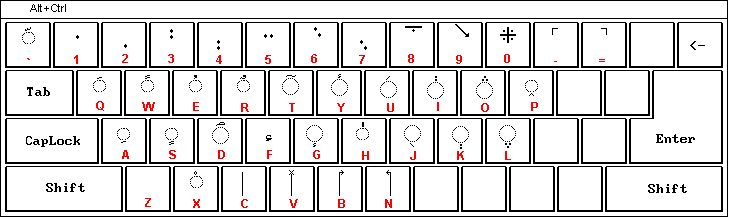 Alt+Ctrl
` 1 2 3 4 5 6 7 8 9 0 - = <-
Tab Q W E R T Y U I O P
CapLock A S D F G H J K L Enter
Shift Z X C V B N Shift